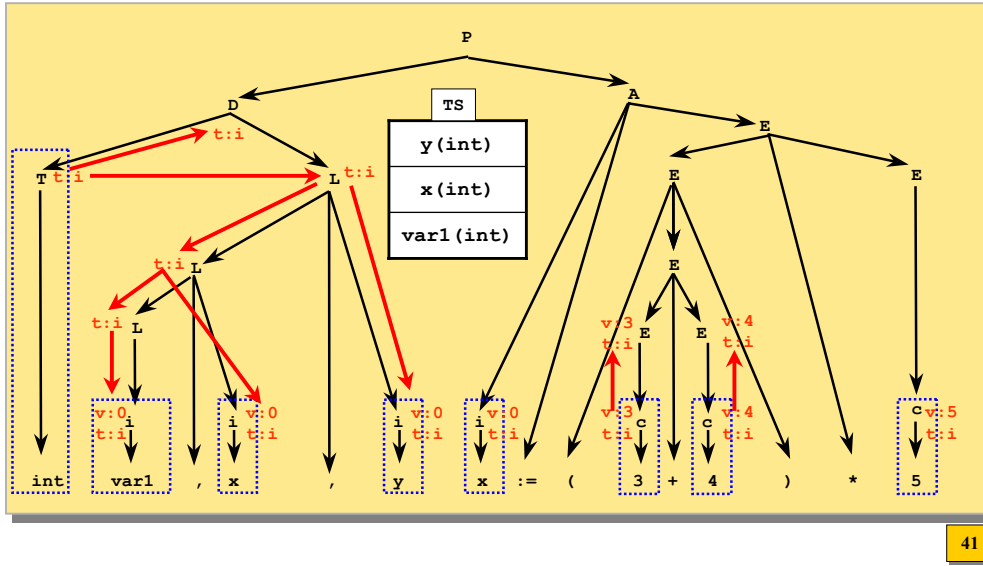 P
D
A
TS
E
t:i
y(int)
T t:i
L t:i
E
E
x(int)
var1(int)
t:i L
E
t:i L
v:3 E E v:4
t:i t:i
v:0 v:0 v:0 v:0 v:3 v:4 c v:5
i i i i c c
t:i t:i t:i t:i t:i t:i t:i
int var1 , x , y x := ( 3 + 4 ) * 5
41